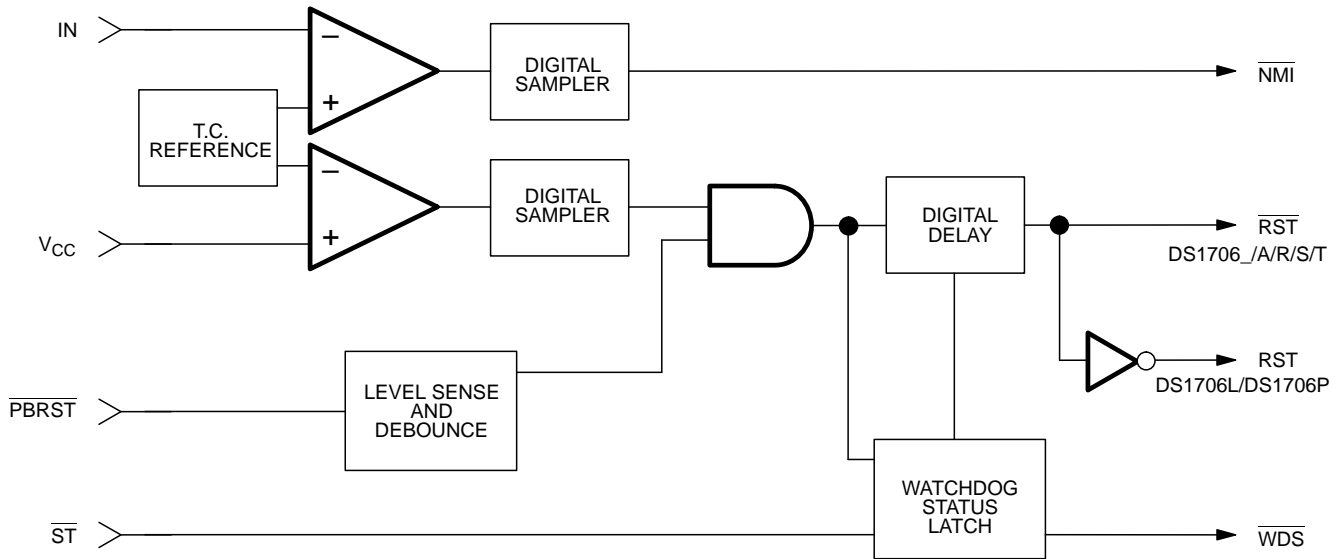 IN
−
DIGITAL
SAMPLER
NMI
+
T.C.
REFERENCE
−
DIGITAL
SAMPLER
DIGITAL
DELAY
RST
DS1706_/A/R/S/T
VCC
+
RST
DS1706L/DS1706P
LEVEL SENSE
AND
DEBOUNCE
PBRST
WATCHDOG
STATUS
LATCH
ST
WDS